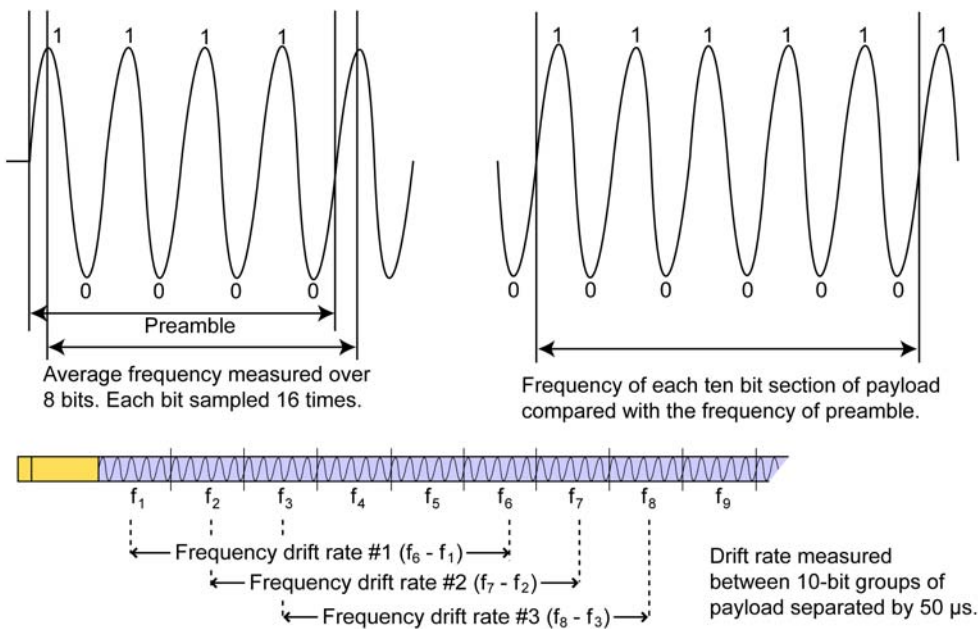 1 1 1 1
1 1 1 1 1 1
0 0 0 0
0 0 0 0 0 0
Preamble
Average frequency measured over
8 bits. Each bit sampled 16 times.
Frequency of each ten bit section of payload
compared with the frequency of preamble.
f1 f2 f3 f4 f5 f6 f7 f8 f9
Frequency drift rate #1 (f6 - f1)
Frequency drift rate #2 (f7 - f2)
Frequency drift rate #3 (f8 - f3)
Drift rate measured
between 10-bit groups of
payload separated by 50 µs.